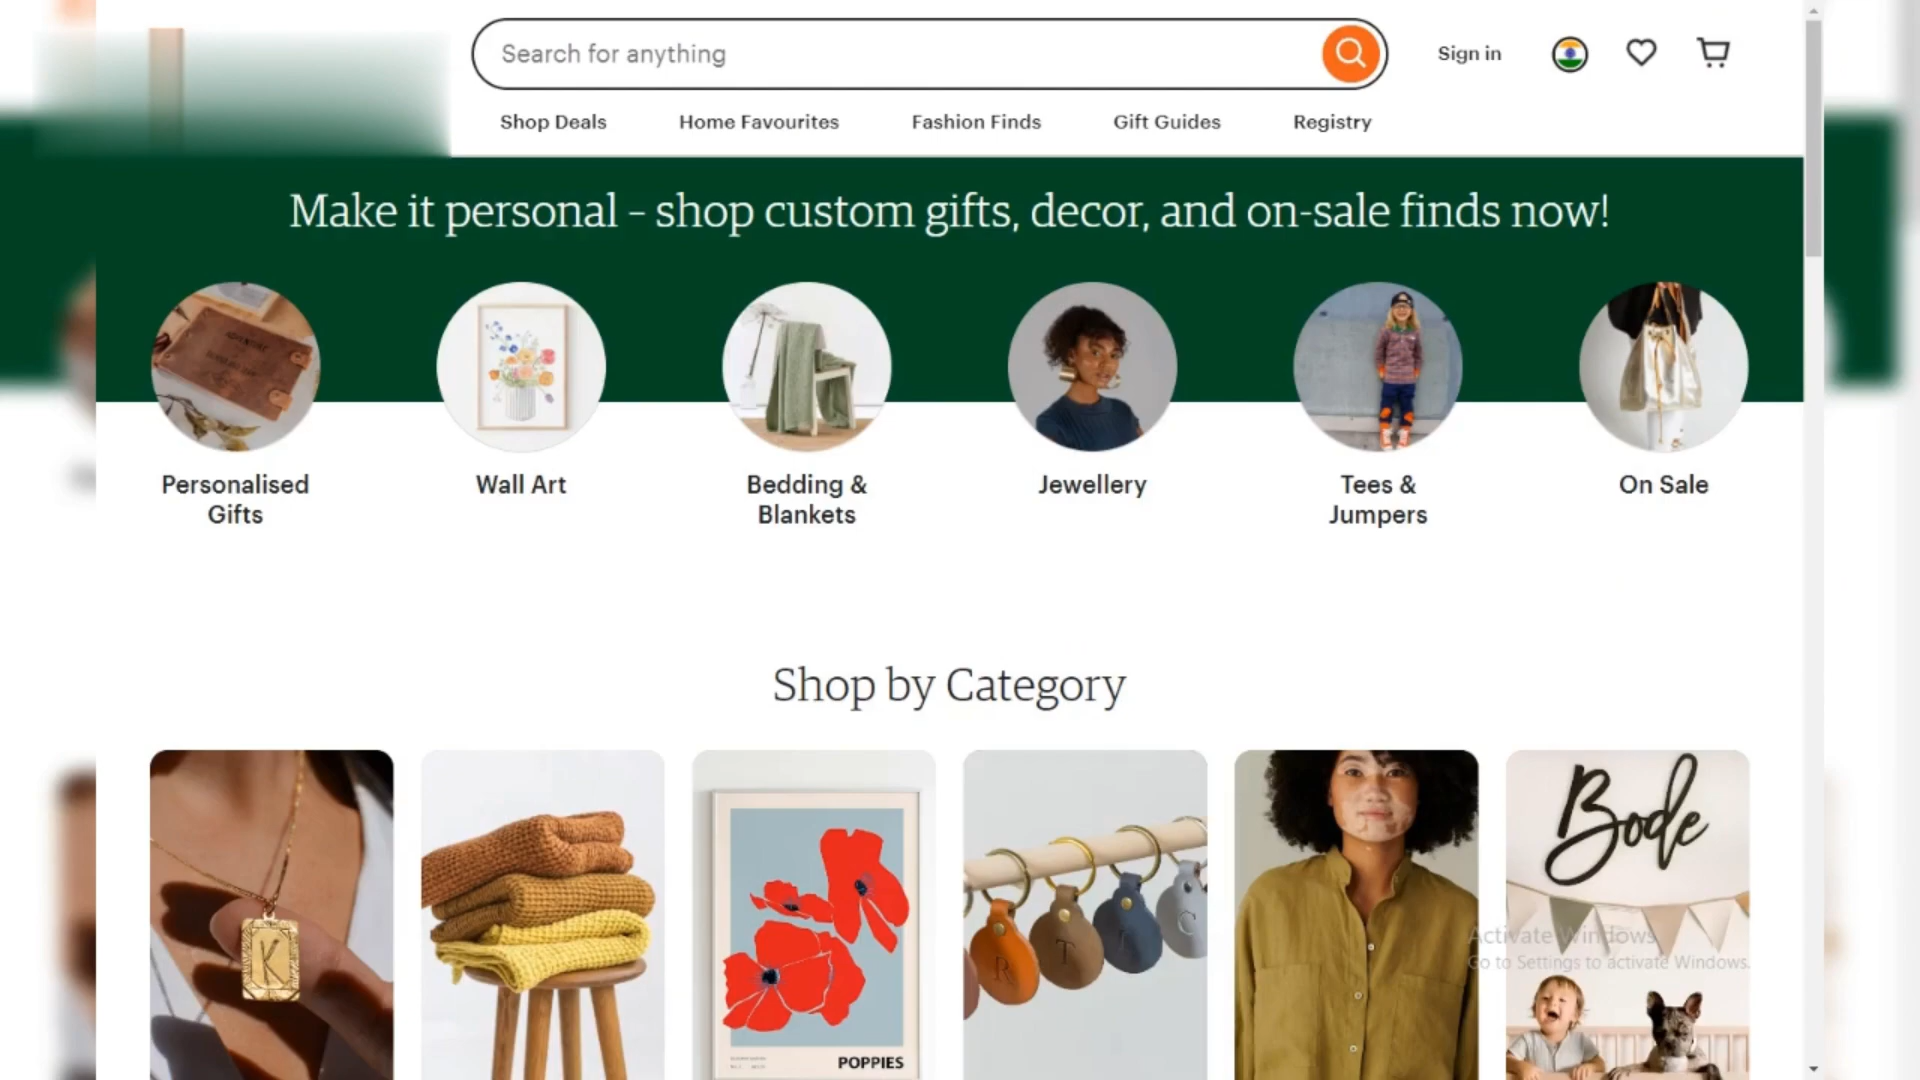 Search for anything
Sign in
Shop Deals
Home Favourites
Fashion Finds
Gift Guides
Registry
Make it personal – shop custom gifts, decor, and on-sale finds now!
Personalised
Gifts
Wall Art
Bedding &
Blankets
Jewellery
Tees &
Jumpers
On Sale
Shop by Category
K
POPPIES
R
T
Bode
Activate Windows
Go to Settings to activate Windows.